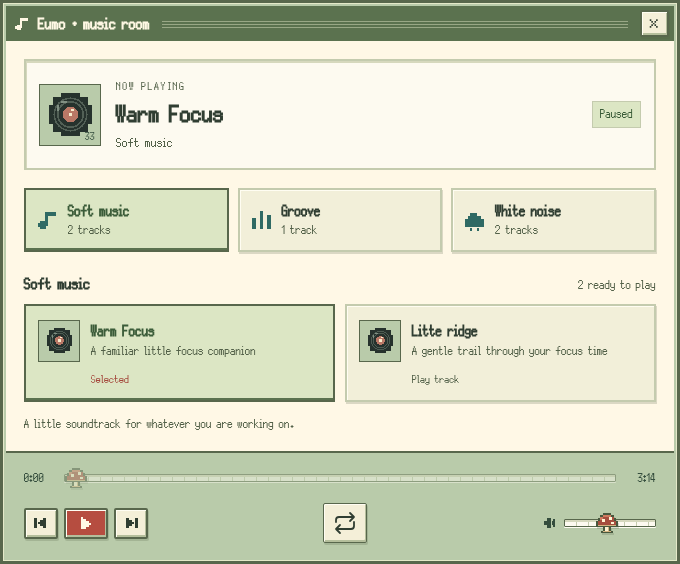 Eumo • music room
NOW PLAYING
Warm Focus
Soft music
Paused
33
Soft music
2 tracks
Groove
1 track
White noise
2 tracks
Soft music
2 ready to play
Warm Focus
A familiar little focus companion
Selected
Litte ridge
A gentle trail through your focus time
Play track
A little soundtrack for whatever you are working on.
0:00
3:14